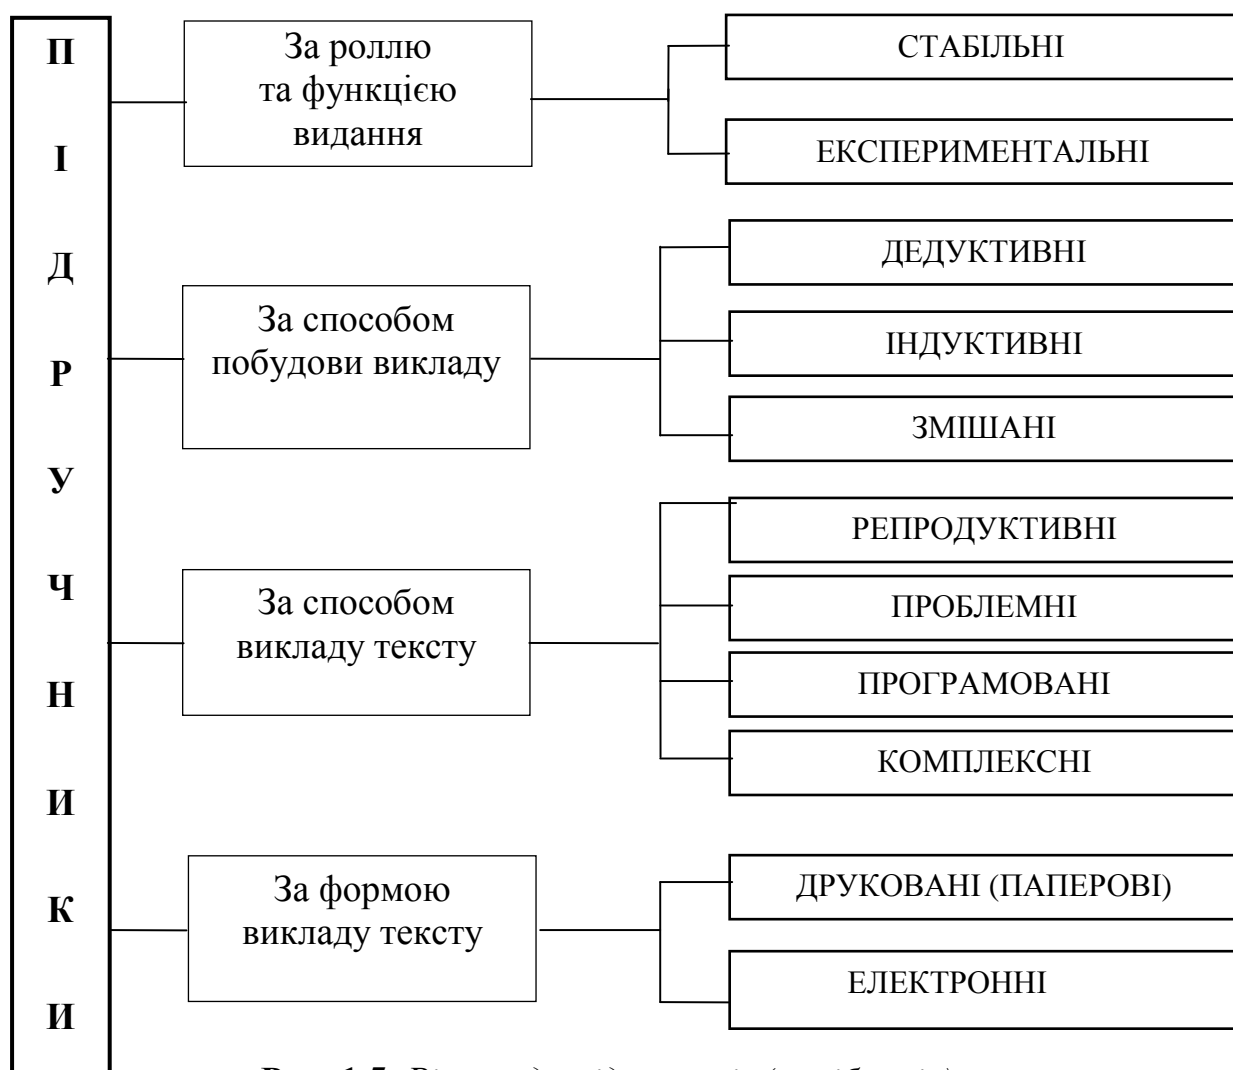 ПІДРУЧНИКИ
За роллю
та функцією
видання
СТАБІЛЬНІ
ЕКСПЕРИМЕНТАЛЬНІ
За способом
побудови викладу
ДЕДУКТИВНІ
ІНДУКТИВНІ
ЗМІШАНІ
За способом
викладу тексту
РЕПРОДУКТИВНІ
ПРОБЛЕМНІ
ПРОГРАМОВАНІ
КОМПЛЕКСНІ
За формою
викладу тексту
ДРУКОВАНІ (ПАПЕРОВІ)
ЕЛЕКТРОННІ